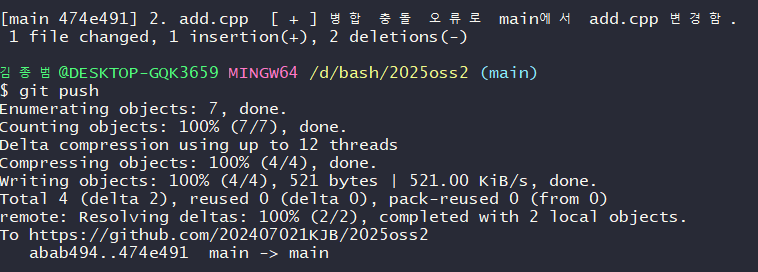 [main 474e491] 2. add.cpp [ + ] 병합 충돌 오류로 main에서 add.cpp 변경함.
 1 file changed, 1 insertion(+), 2 deletions(-)
김종범@DESKTOP-GQK3659 MINGW64 /d/bash/2025oss2 (main)
$ git push
Enumerating objects: 7, done.
Counting objects: 100% (7/7), done.
Delta compression using up to 12 threads
Compressing objects: 100% (4/4), done.
Writing objects: 100% (4/4), 521 bytes | 521.00 KiB/s, done.
Total 4 (delta 2), reused 0 (delta 0), pack-reused 0 (from 0)
remote: Resolving deltas: 100% (2/2), completed with 2 local objects.
To https://github.com/202407021KJB/2025oss2
   abab494..474e491  main -> main